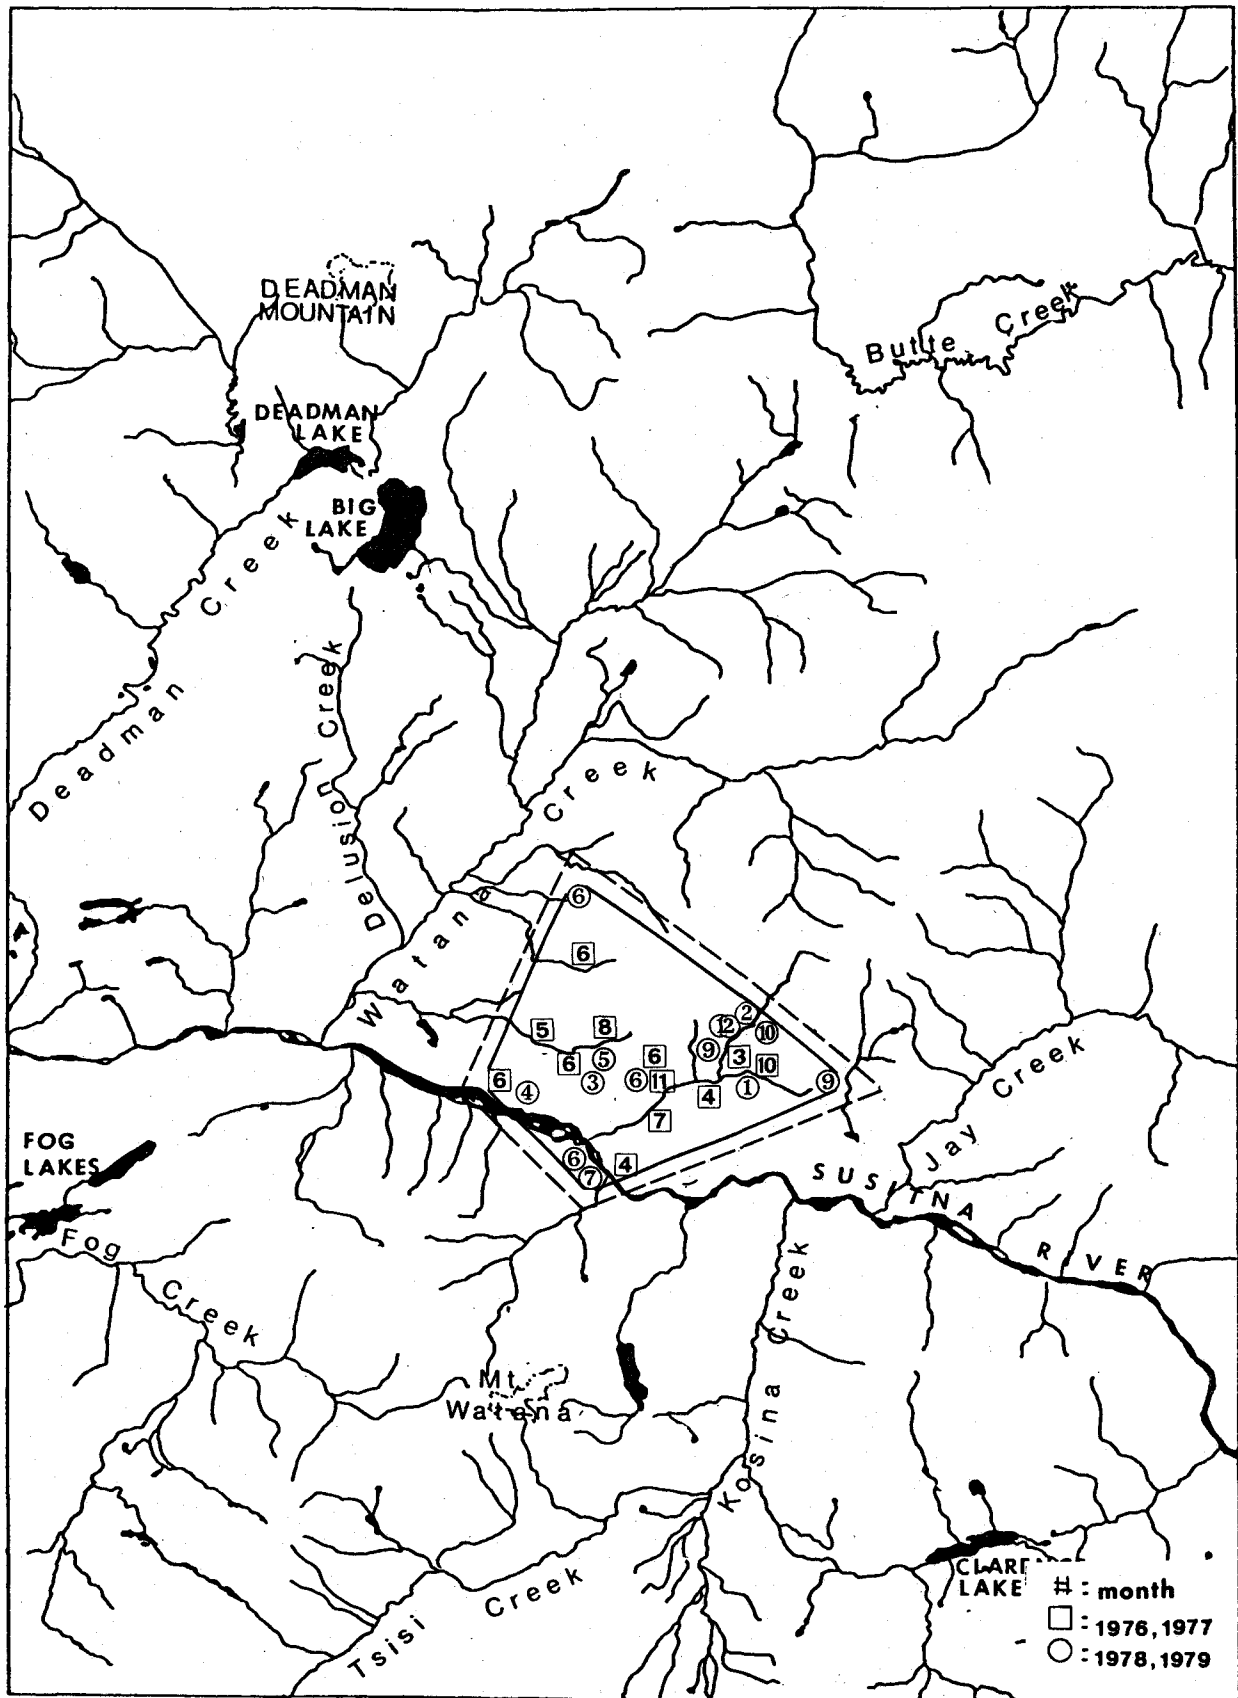 DEADMAN
MOUNTAIN
Butte Creek
DEADMAN
LAKE
BIG
LAKE
Deadman Creek
Delusion Creek
Watan Creek
6
6
2
12
10
5
8
9
3
10
6
5
6
6
4
3
6
11
4
1
9
7
6
7
4
Jay Creek
FOG
LAKES
SUSITNA RIVER
Fog Creek
Kosina Creek
Mt.
Watana
Tsisi Creek
LAKE
#: month
: 1976, 1977
: 1978, 1979